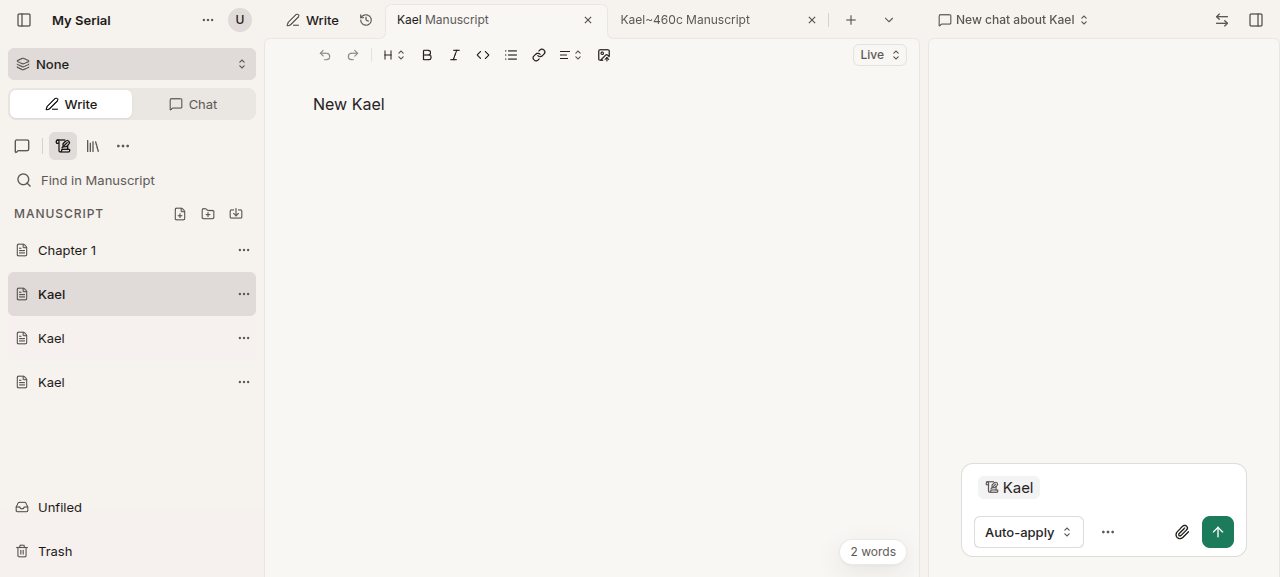 My Serial
U
None
Write
Chat
Find in Manuscript
MANUSCRIPT
Chapter 1
Kael
Kael
Kael
Unfiled
Trash
Write
Kael Manuscript
Kael~460c Manuscript
H
B
I
Live
New Kael
2 words
New chat about Kael
Kael
Auto-apply